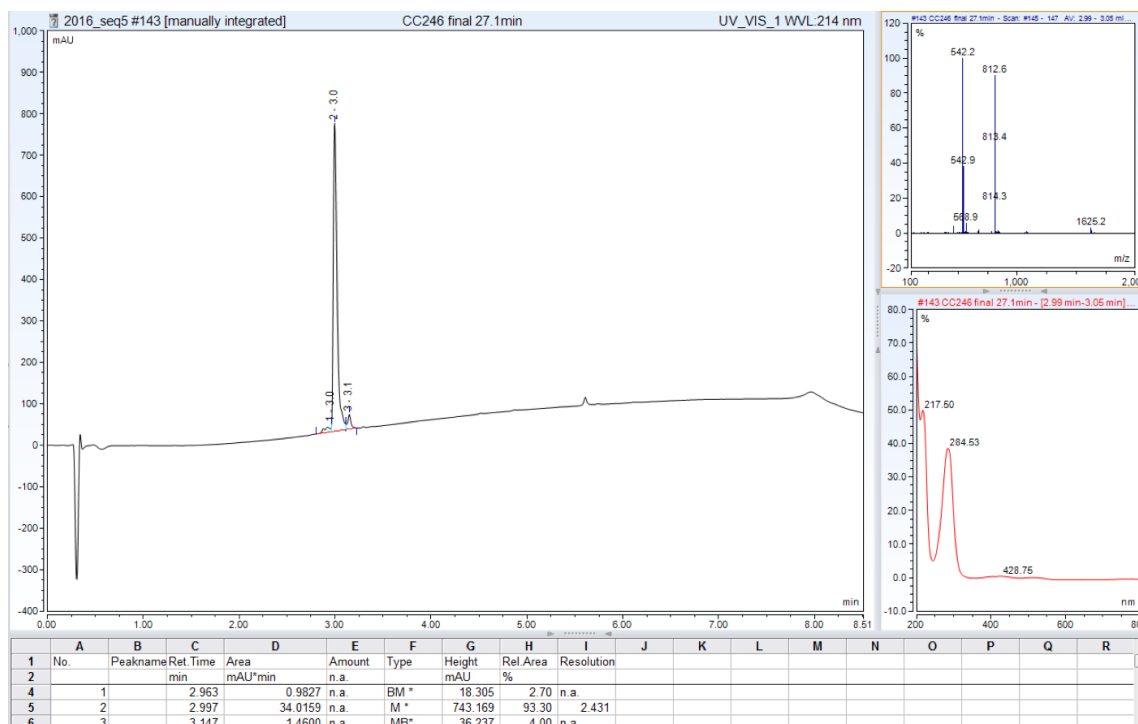 2016_seq5 #143 [manually integrated] CC246 final 27.1min UV_VIS_1 WVL:214 nm
1,000
mAU
800
700
600
500
400
300
200
100
0
-100
-200
-300
-400
1 - 3.0
2 - 3.0
3 - 3.1
min
0.00 1.00 2.00 3.00 4.00 5.00 6.00 7.00 8.00 8.51
#143 CC246 final 27.1min - Scan: #145 - 147 AV: 2.99 - 3.05 mi...
120
%
100
80
60
40
20
0
-20
542.2
812.6
813.4
542.9
814.3
568.9
1625.2
m/z
100 1,000 2,00
#143 CC246 final 27.1min - [2.99 min-3.05 min]...
80.0
%
70.0
60.0
50.0
40.0
30.0
20.0
10.0
0.0
-10.0
217.50
284.53
428.75
nm
200 400 600 80
A B C D E F G H I J K L M N O P Q R
1 No. Peakname Ret.Time Area Amount Type Height Rel.Area Resolution
2 min mAU*min n.a. mAU %
4 1 2.963 0.9827 n.a. BM * 18.305 2.70 n.a.
5 2 2.997 34.0159 n.a. M * 743.169 93.30 2.431
6 3 3.147 1.4600 n.a. MB* 36.237 4.00 n.a.